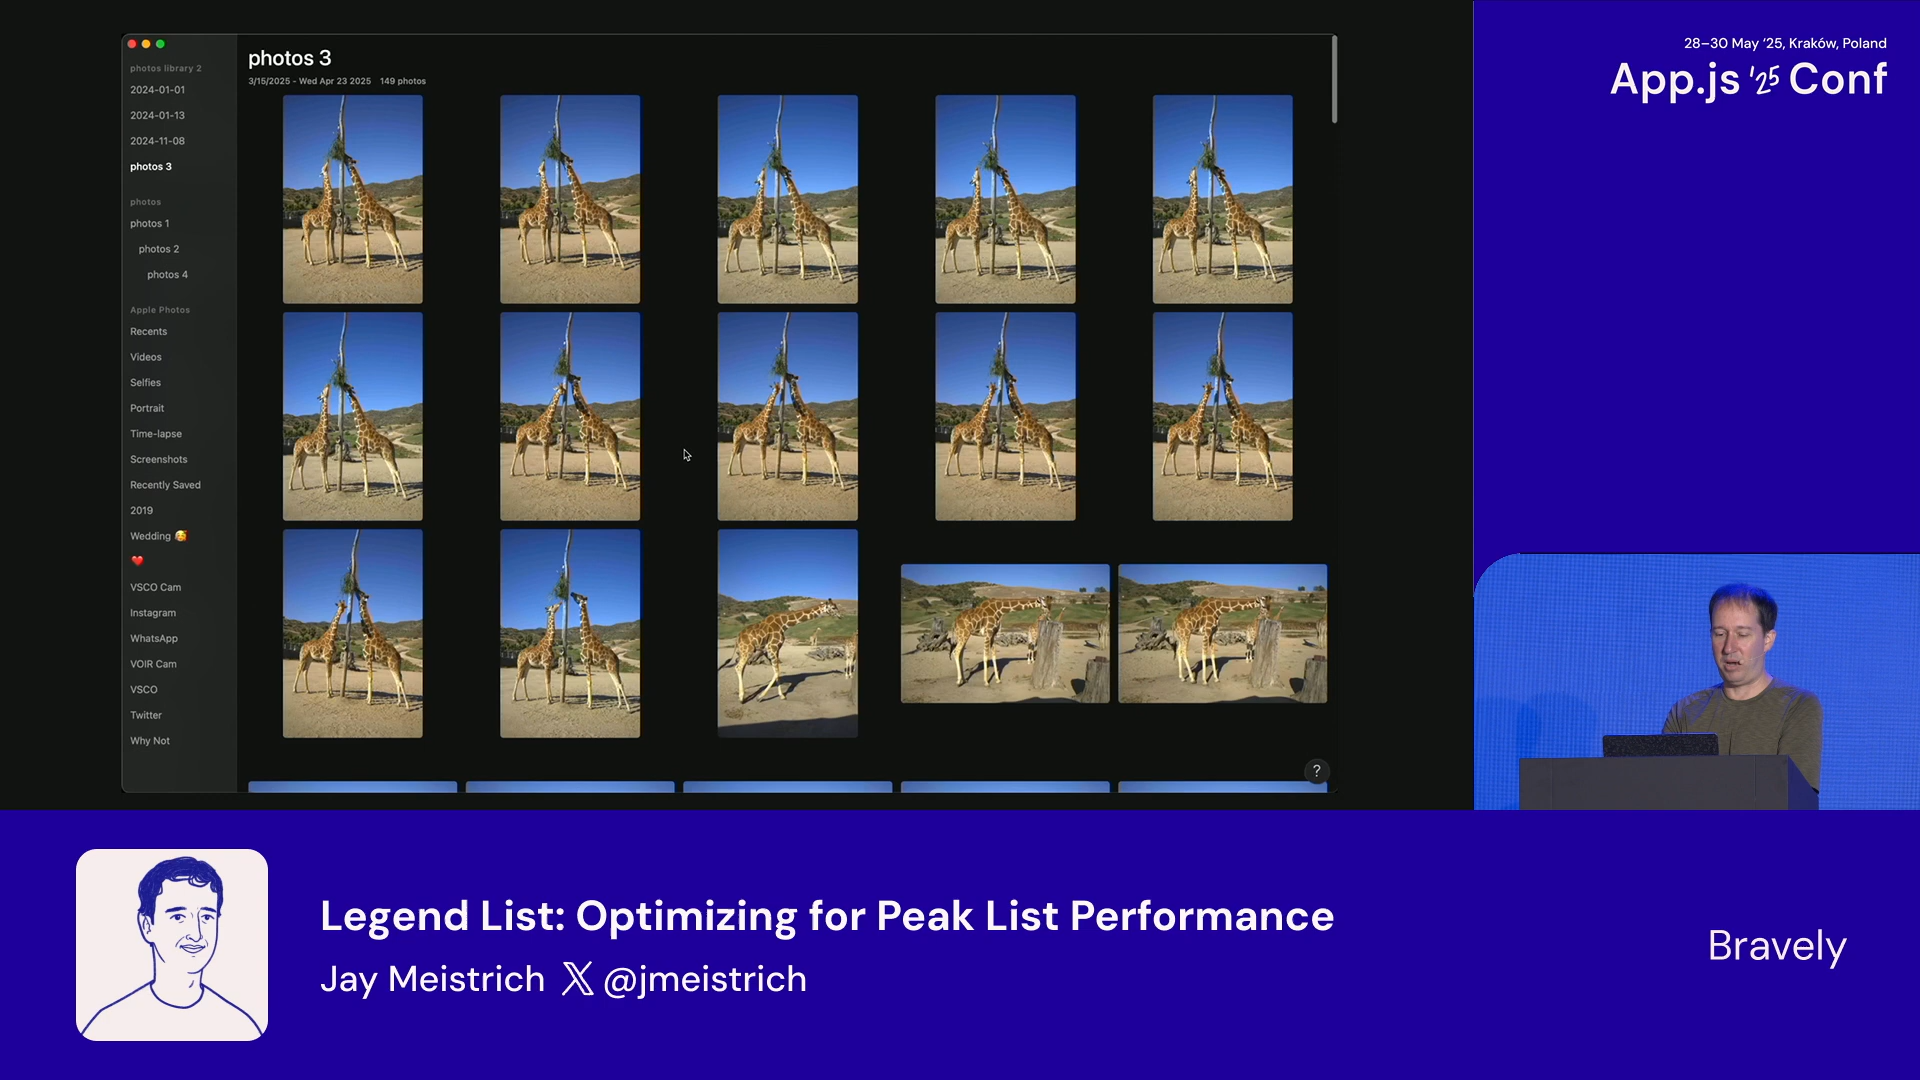 photos library 2
2024-01-01
2024-01-13
2024-11-08
photos 3
photos
photos 1
photos 2
photos 4
Apple Photos
Recents
Videos
Selfies
Portrait
Time-lapse
Screenshots
Recently Saved
2019
Wedding 🥰
❤️
VSCO Cam
Instagram
WhatsApp
VOIR Cam
VSCO
Twitter
Why Not
photos 3
3/15/2025 - Wed Apr 23 2025 149 photos
?
28–30 May ‘25, Kraków, Poland
App.js '25 Conf
Legend List: Optimizing for Peak List Performance
Jay Meistrich 𝕏 @jmeistrich
Bravely